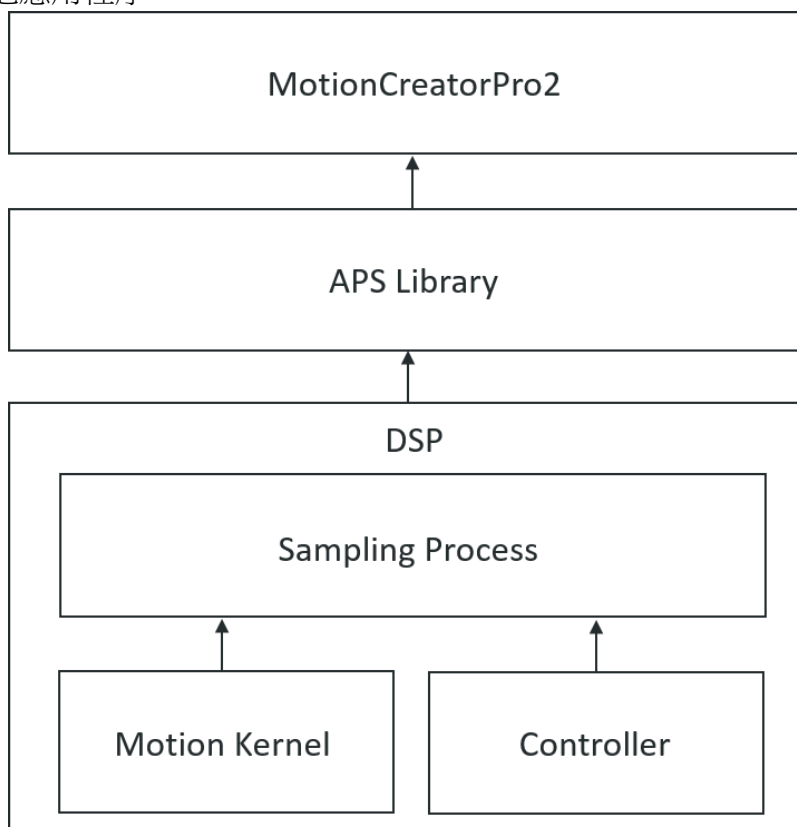 MotionCreatorPro2
APS Library
DSP
Sampling Process
Motion Kernel
Controller